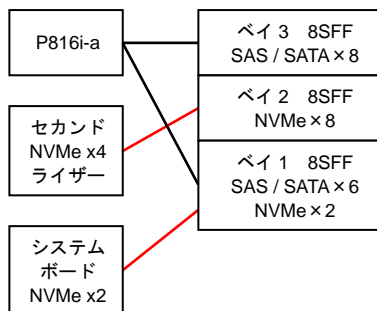 P816i-a
セカンド
NVMe x4
ライザー
システム
ボード
NVMe x2
ベイ 3　8SFF
SAS / SATA×8
ベイ 2　8SFF
NVMe×8
ベイ 1　8SFF
SAS / SATA×6
NVMe×2